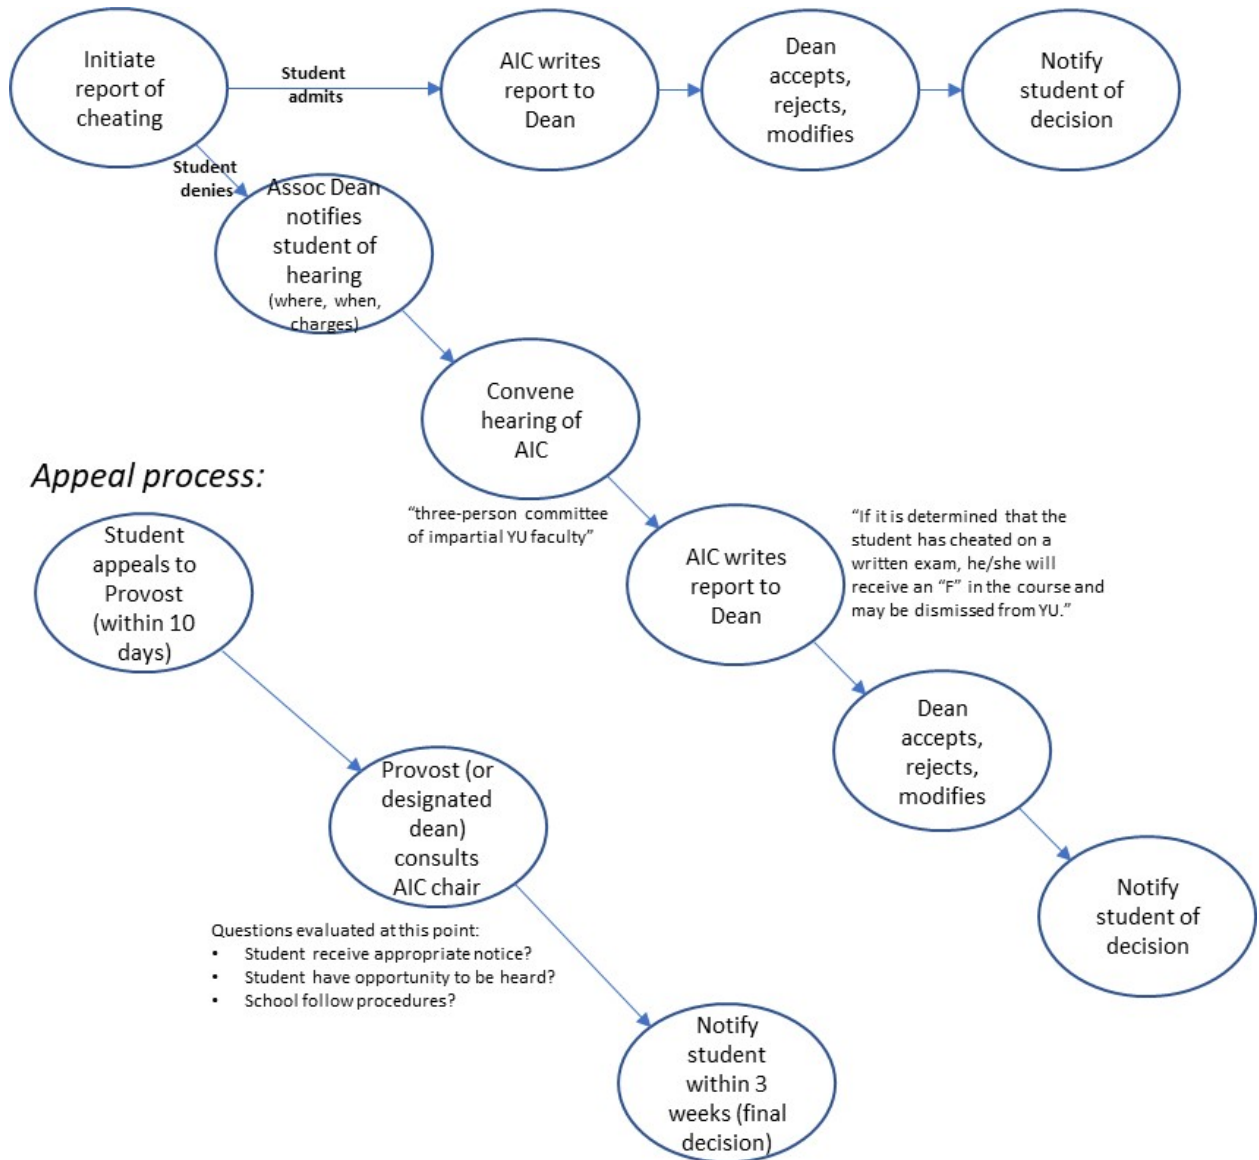 Initiate
report of
cheating
Student
admits
AIC writes
report to
Dean
Dean
accepts,
rejects,
modifies
Notify
student of
decision
Student
denies
Assoc Dean
notifies
student of
hearing
(where, when,
charges)
Convene
hearing of
AIC
"three-person committee
of impartial YU faculty"
AIC writes
report to
Dean
"If it is determined that the
student has cheated on a
written exam, he/she will
receive an "F" in the course and
may be dismissed from YU."
Dean
accepts,
rejects,
modifies
Notify
student of
decision
Appeal process:
Student
appeals to
Provost
(within 10
days)
Provost (or
designated
dean)
consults
AIC chair
Questions evaluated at this point:
• Student receive appropriate notice?
• Student have opportunity to be heard?
• School follow procedures?
Notify
student
within 3
weeks (final
decision)